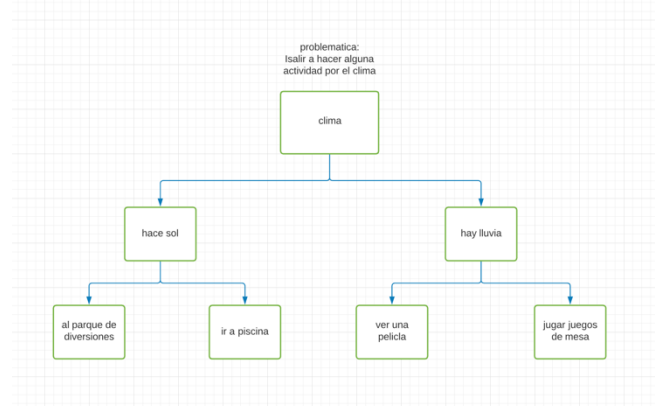 problematica:
Isalir a hacer alguna
actividad por el clima
clima
hace sol
hay lluvia
al parque de
diversiones
ir a piscina
ver una
pelicla
jugar juegos
de mesa